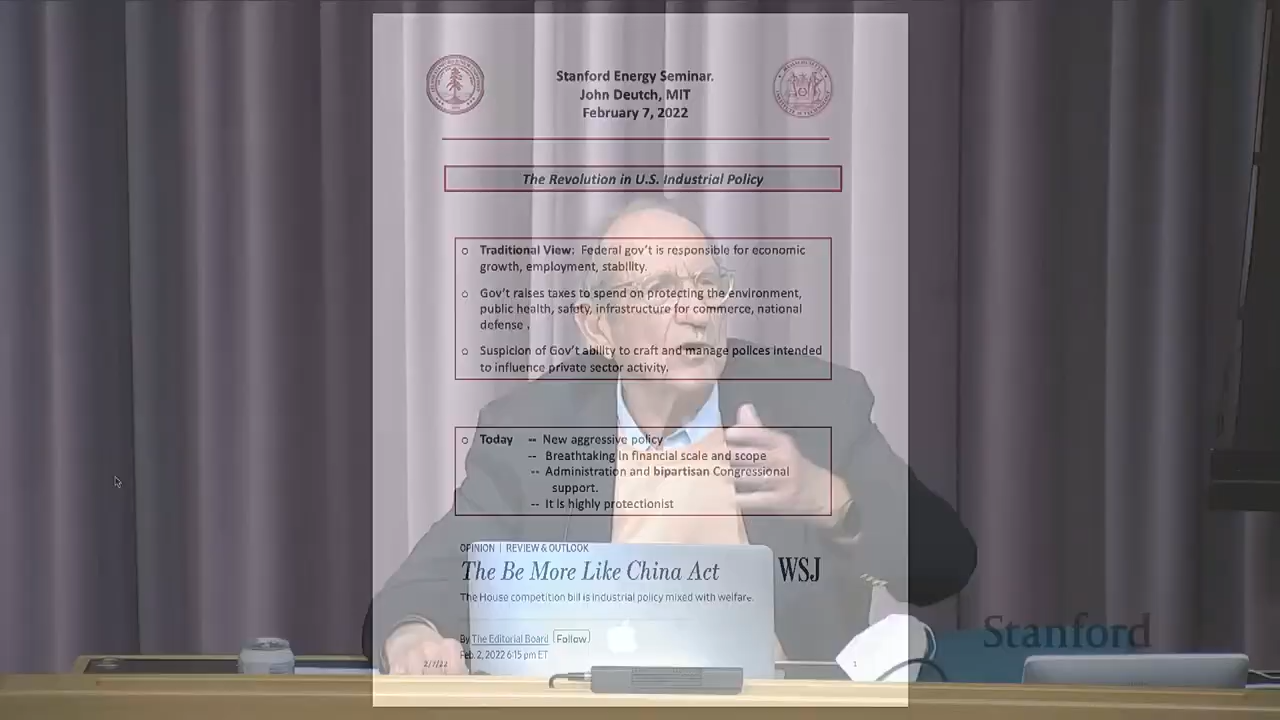 Stanford Energy Seminar.
John Deutch, MIT
February 7, 2022
The Revolution in U.S. Industrial Policy
o Traditional View: Federal gov't is responsible for economic
growth, employment, stability.
o Gov't raises taxes to spend on protecting the environment,
public health, safety, infrastructure for commerce, national
defense .
o Suspicion of Gov't ability to craft and manage polices intended
to influence private sector activity.
o Today -- New aggressive policy
-- Breathtaking in financial scale and scope
-- Administration and bipartisan Congressional
support.
-- It is highly protectionist
OPINION | REVIEW & OUTLOOK
The Be More Like China Act WSJ
The House competition bill is industrial policy mixed with welfare.
By The Editorial Board Follow
Feb. 2, 2022 6:15 pm ET
2/7/22 1
Stanford